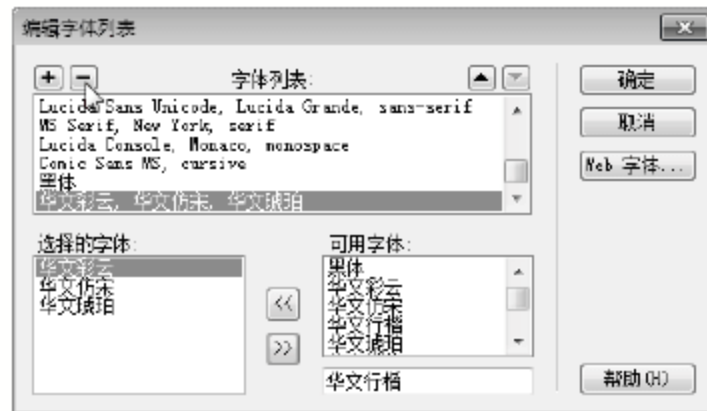 编辑字体列表
字体列表:
Lucida Sans Unicode, Lucida Grande, sans-serif
MS Serif, New York, serif
Lucida Console, Monaco, monospace
Comic Sans MS, cursive
黑体
华文彩云, 华文仿宋, 华文琥珀
确定
取消
Web 字体...
选择的字体:
华文彩云
华文仿宋
华文琥珀
可用字体:
黑体
华文彩云
华文仿宋
华文行楷
华文琥珀
华文行楷
帮助(H)